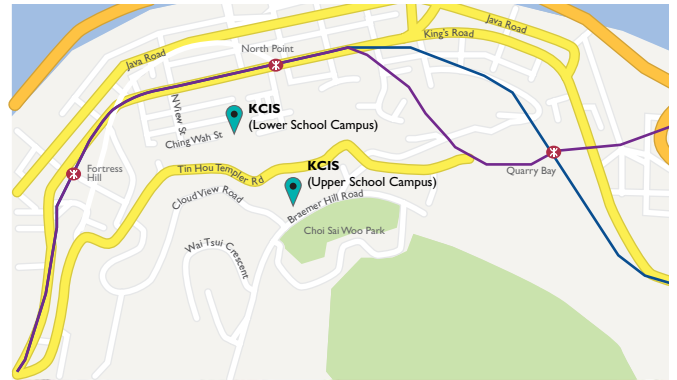 Java Road
King's Road
Java Road
North Point
N View St
KCIS
(Lower School Campus)
Ching Wah St
Quarry Bay
Fortress
Hill
Tin Hou Templer Rd
KCIS
(Upper School Campus)
Cloud View Road
Braemer Hill Road
Choi Sai Woo Park
Wai Tsui Crescent